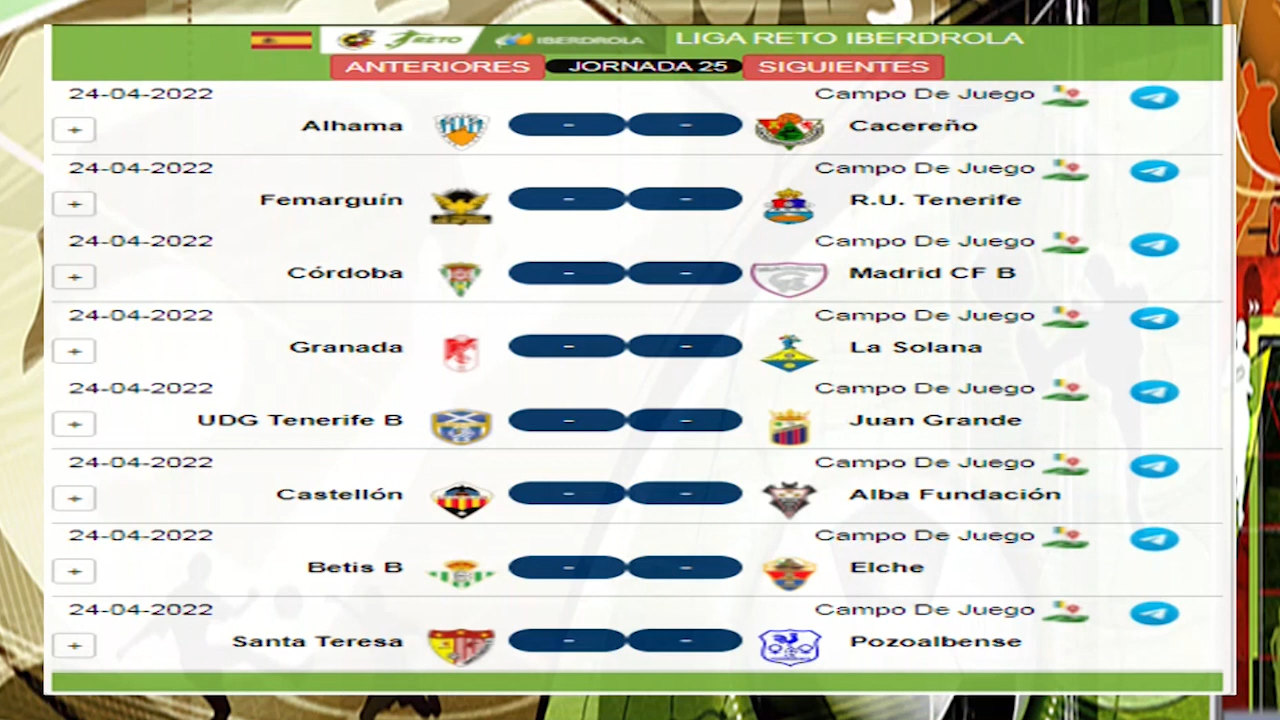 RETO IBERDROLA LIGA RETO IBERDROLA
ANTERIORES JORNADA 25 SIGUIENTES
24-04-2022 Campo De Juego
+ Alhama - - Cacereño
24-04-2022 Campo De Juego
+ Femarguín - - R.U. Tenerife
24-04-2022 Campo De Juego
+ Córdoba - - Madrid CF B
24-04-2022 Campo De Juego
+ Granada - - La Solana
24-04-2022 Campo De Juego
+ UDG Tenerife B - - Juan Grande
24-04-2022 Campo De Juego
+ Castellón - - Alba Fundación
24-04-2022 Campo De Juego
+ Betis B - - Elche
24-04-2022 Campo De Juego
+ Santa Teresa - - Pozoalbense